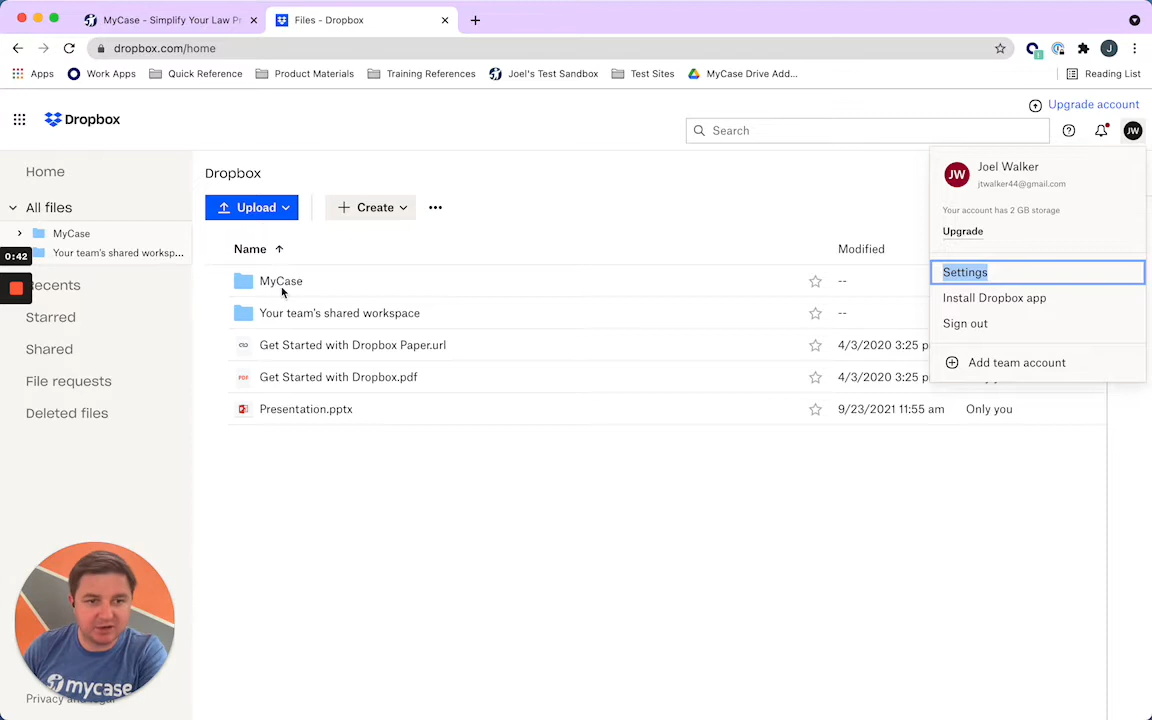 MyCase - Simplify Your Law Pr
Files - Dropbox
dropbox.com/home
J
Apps
Work Apps
Quick Reference
Product Materials
Training References
Joel's Test Sandbox
Test Sites
MyCase Drive Add...
Reading List
Dropbox
Upgrade account
Search
JW
Home
All files
MyCase
Your team's shared worksp...
0:42
ecents
Starred
Shared
File requests
Deleted files
Privacy and legal
mycase
Dropbox
Upload
Create
Name
Modified
MyCase
--
Your team's shared workspace
--
Get Started with Dropbox Paper.url
4/3/2020 3:25 p
Get Started with Dropbox.pdf
4/3/2020 3:25 p
Presentation.pptx
9/23/2021 11:55 am
Only you
JW
Joel Walker
jtwalker44@gmail.com
Your account has 2 GB storage
Upgrade
Settings
Install Dropbox app
Sign out
Add team account